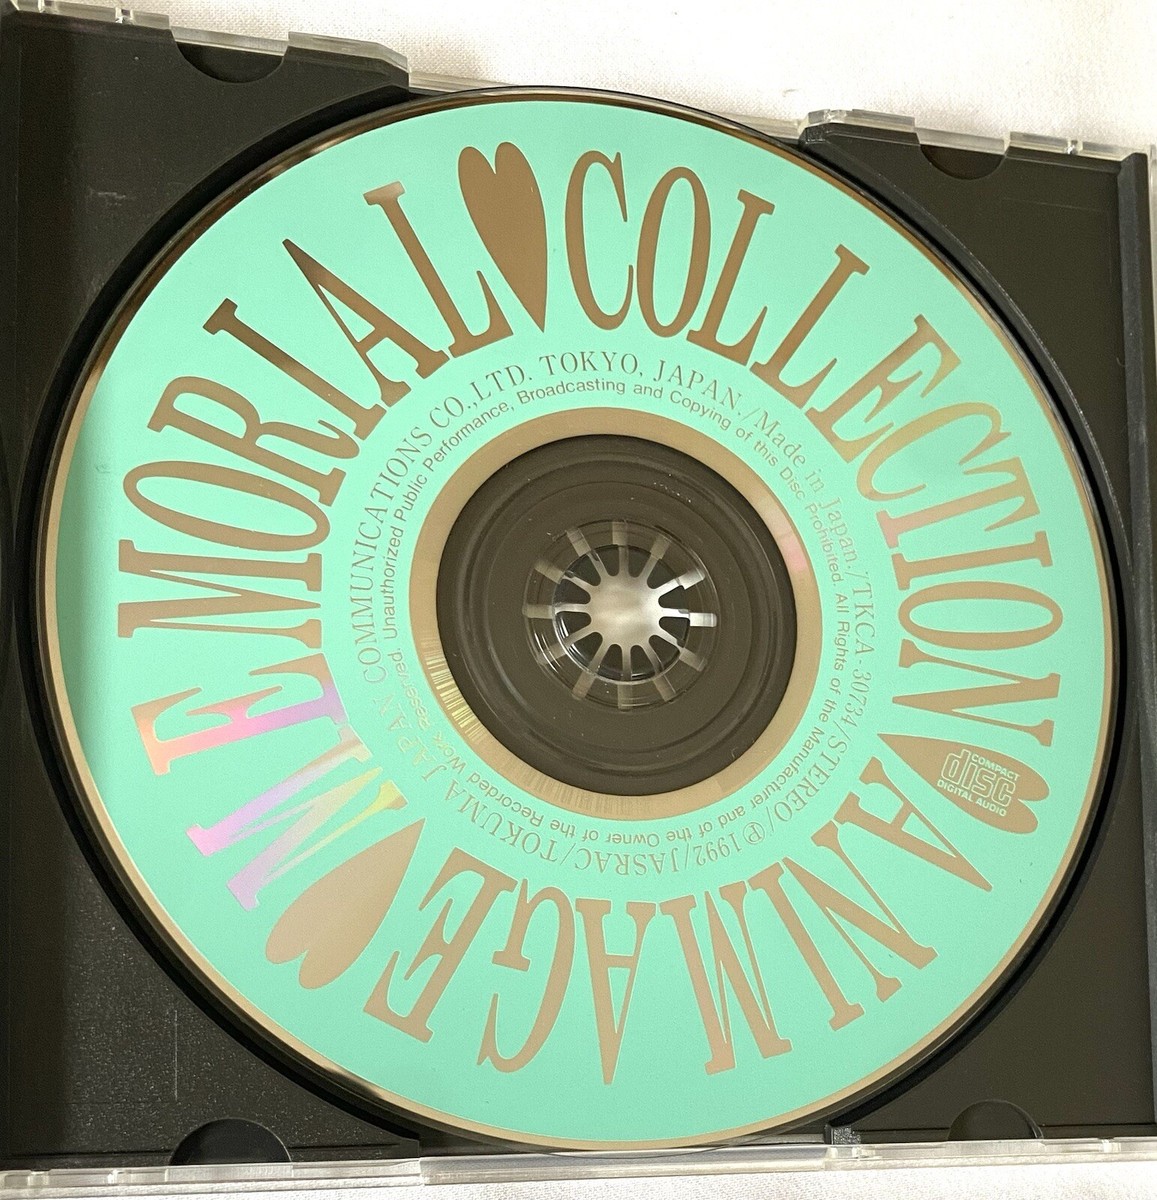 ANIMAGE♥MEMORIAL♥COLLECTION♥
COMPACT
disc
DIGITAL AUDIO
TOKUMA JAPAN COMMUNICATIONS CO.,LTD. TOKYO, JAPAN./Made in Japan./TKCA-30734/STEREO/Ⓟ1992/JASRAC/
All Rights of the Manufacturer and of the Owner of the Recorded Work Reserved. Unauthorized Public Performance, Broadcasting and Copying of this Disc Prohibited.